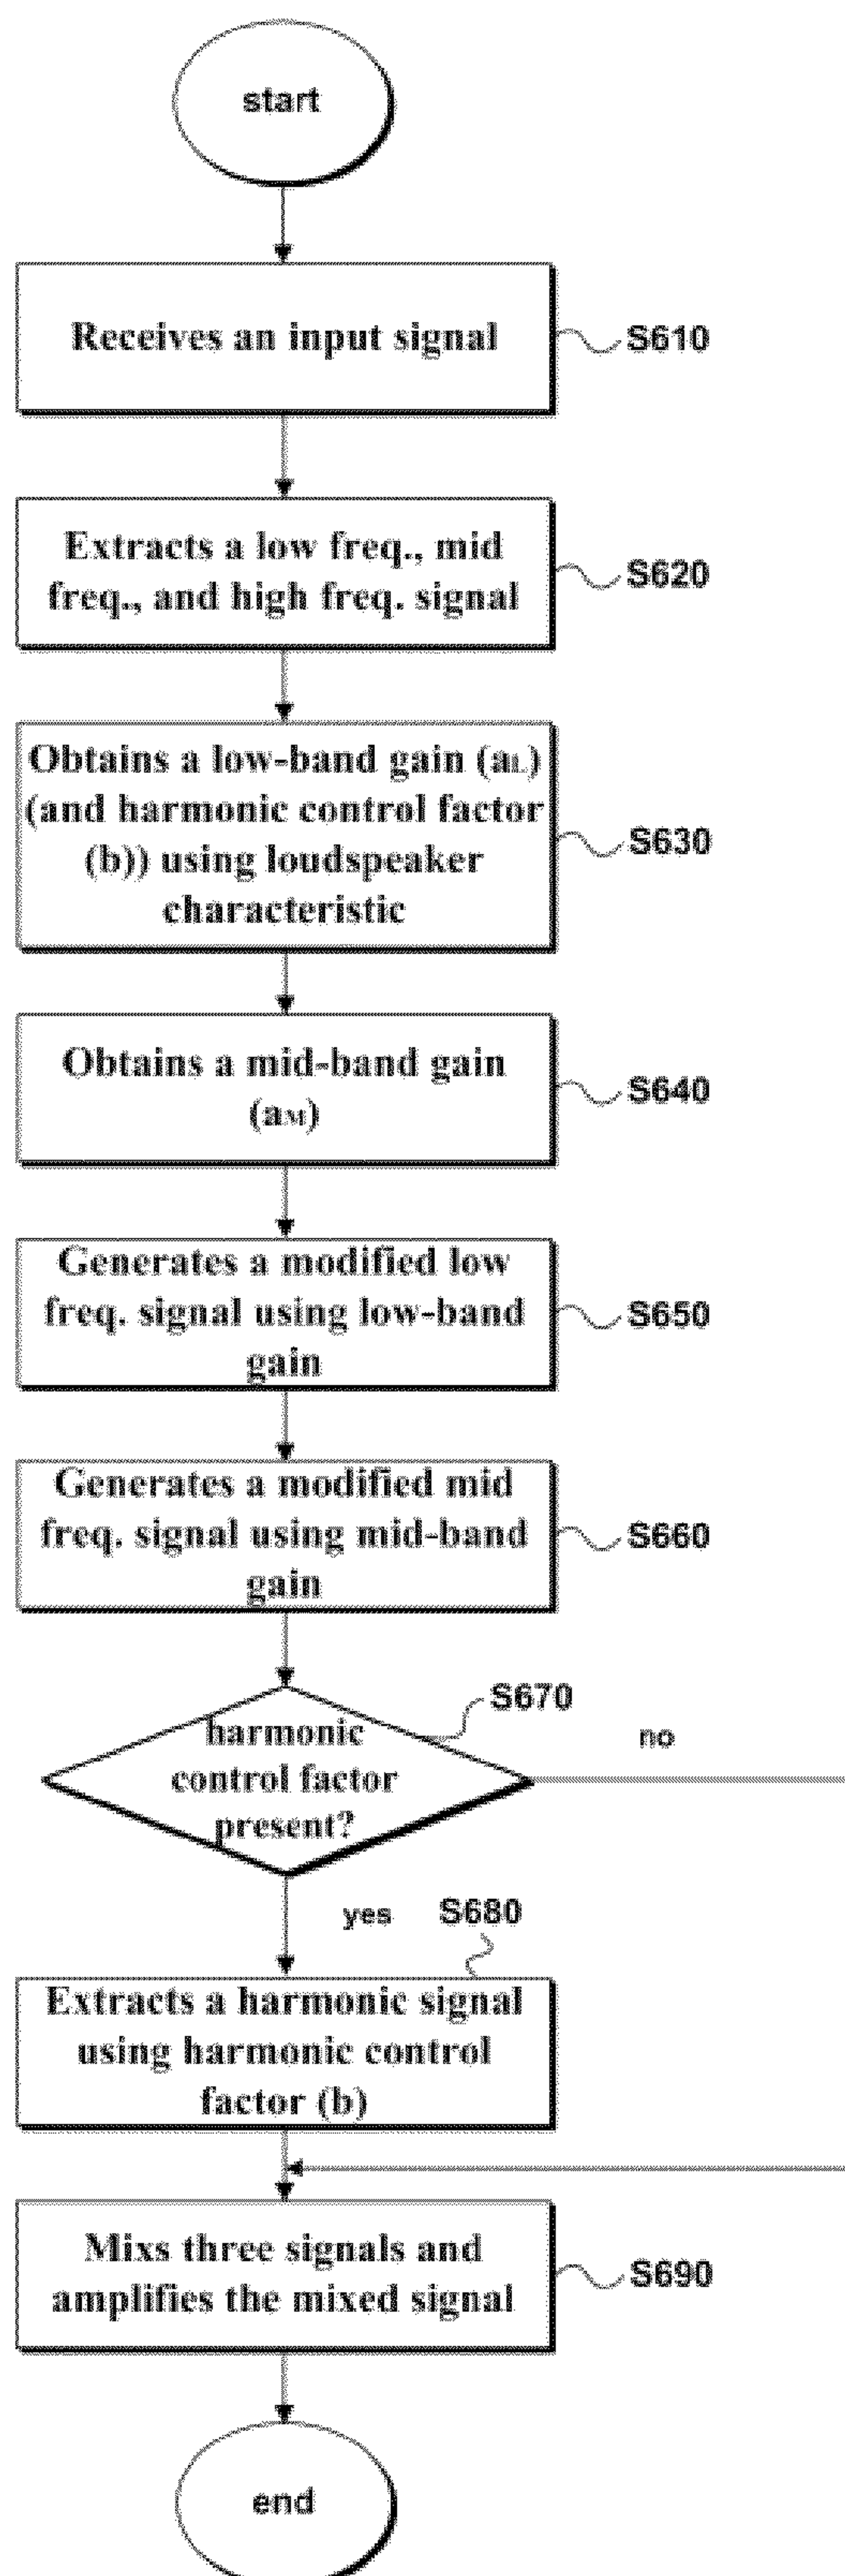 start
Receives an input signal
S610
Extracts a low freq., mid
freq., and high freq. signal
S620
Obtains a low-band gain (aL)
(and harmonic control factor
(b)) using loudspeaker
characteristic
S630
Obtains a mid-band gain
(aM)
S640
Generates a modified low
freq. signal using low-band
gain
S650
Generates a modified mid
freq. signal using mid-band
gain
S660
S670
harmonic
control factor
present?
no
yes
S680
Extracts a harmonic signal
using harmonic control
factor (b)
Mixs three signals and
amplifies the mixed signal
S690
end